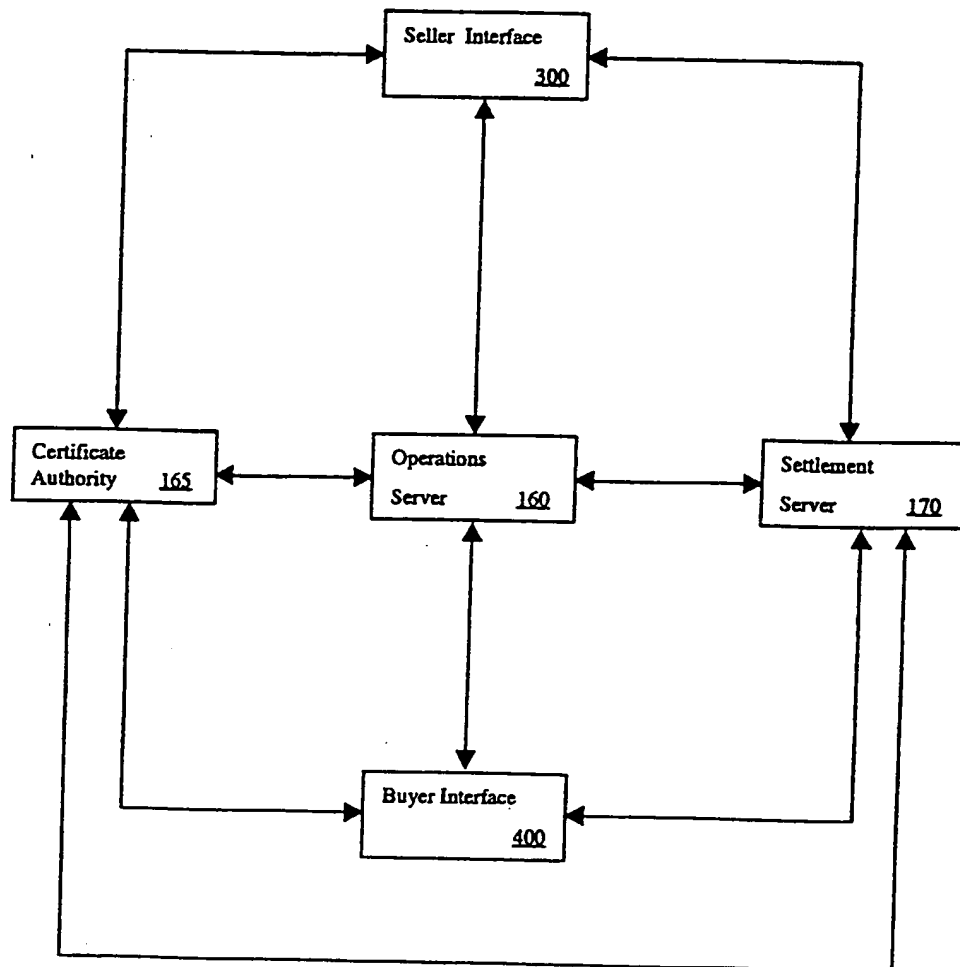 Seller Interface
300
Certificate
Authority 165
Operations
Server 160
Settlement
Server 170
Buyer Interface
400